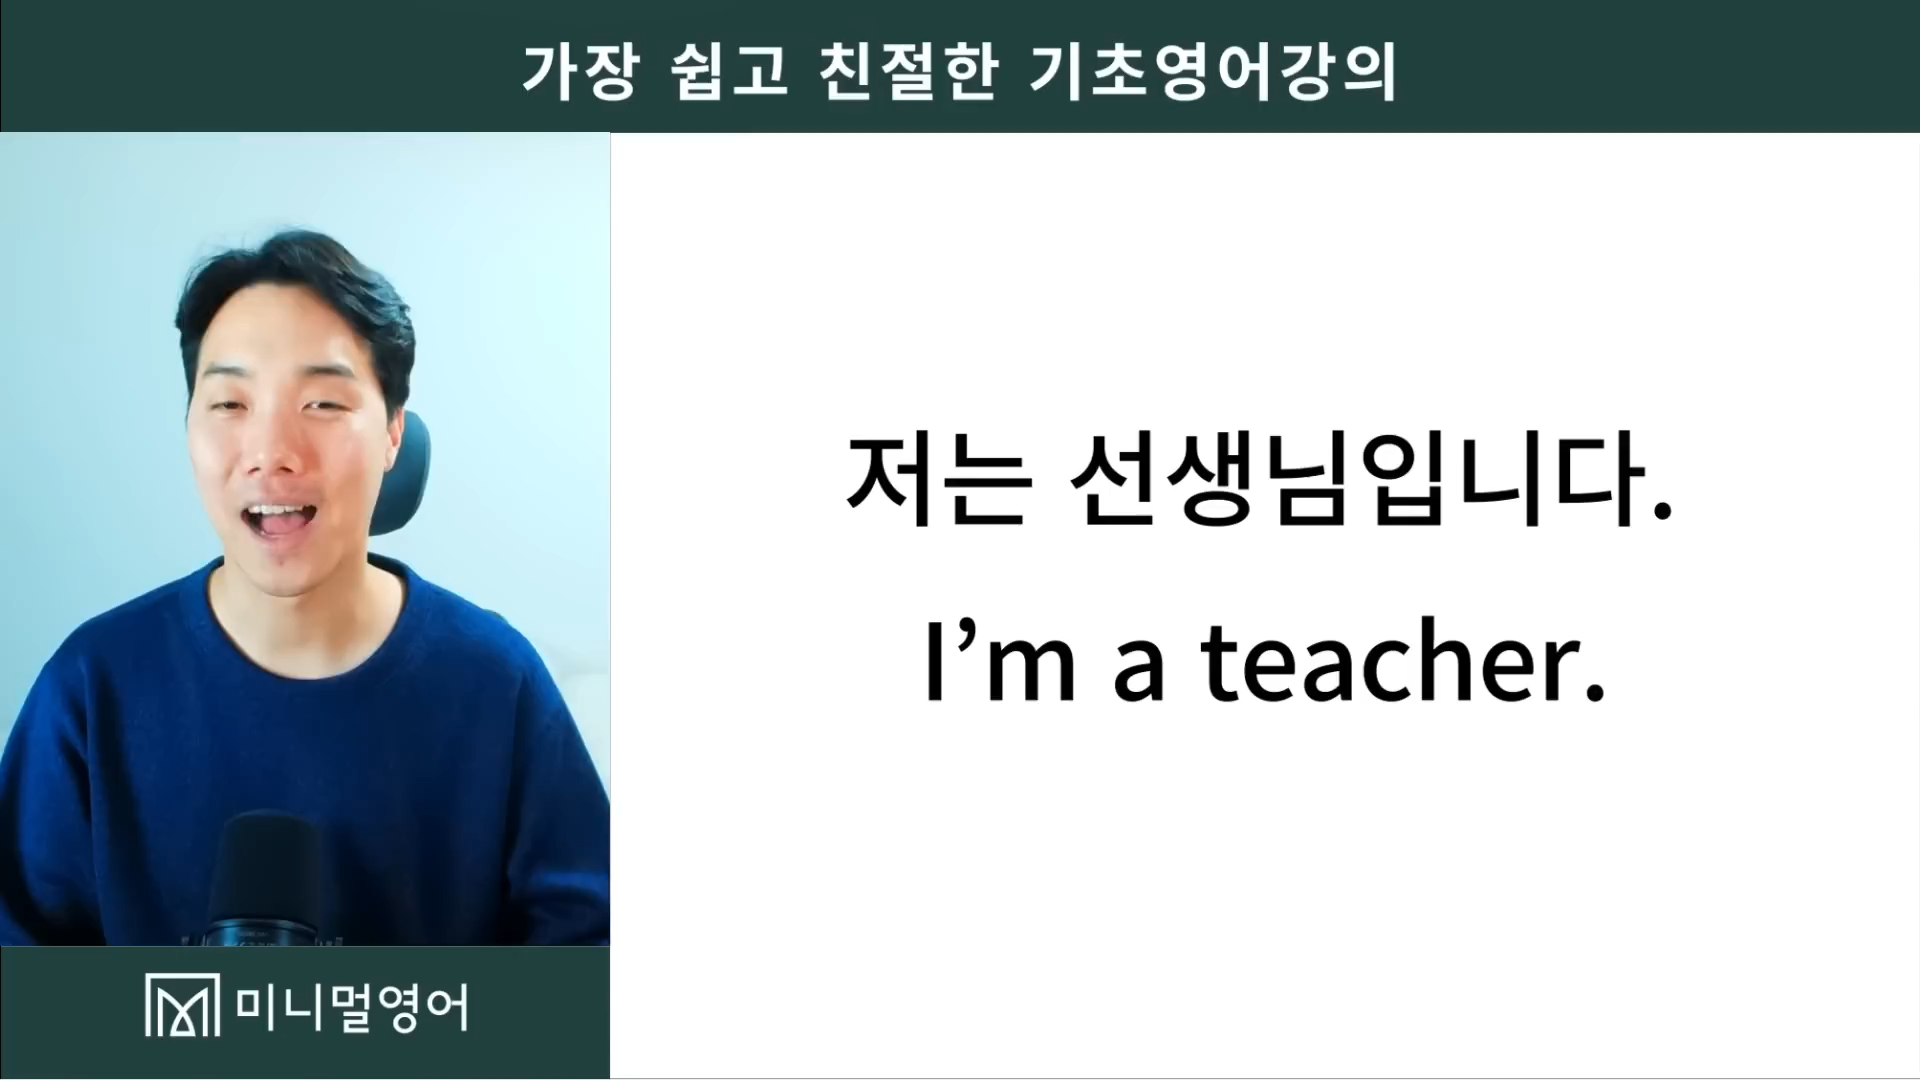 가장 쉽고 친절한 기초영어강의
저는 선생님입니다.
I’m a teacher.
미니멀영어